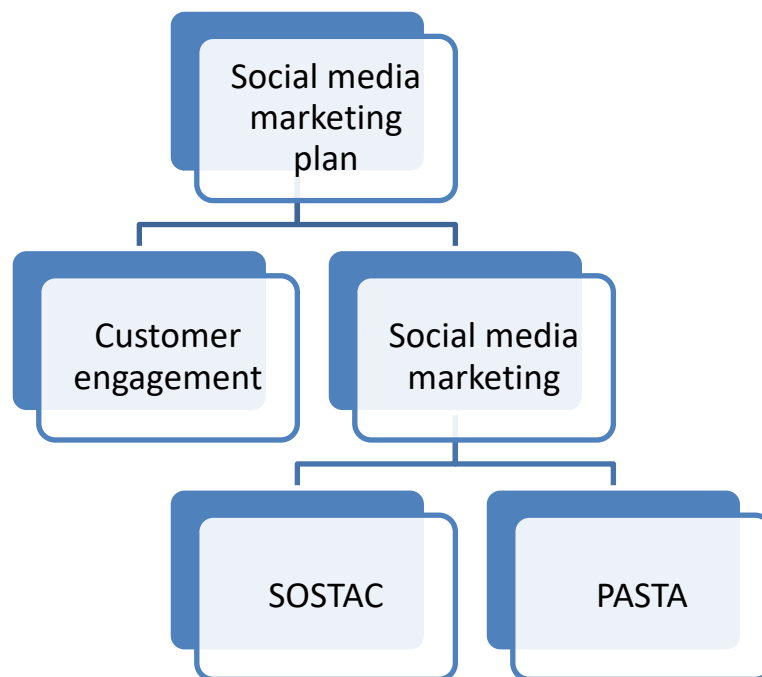 Social media
marketing
plan
Customer
engagement
Social media
marketing
SOSTAC
PASTA